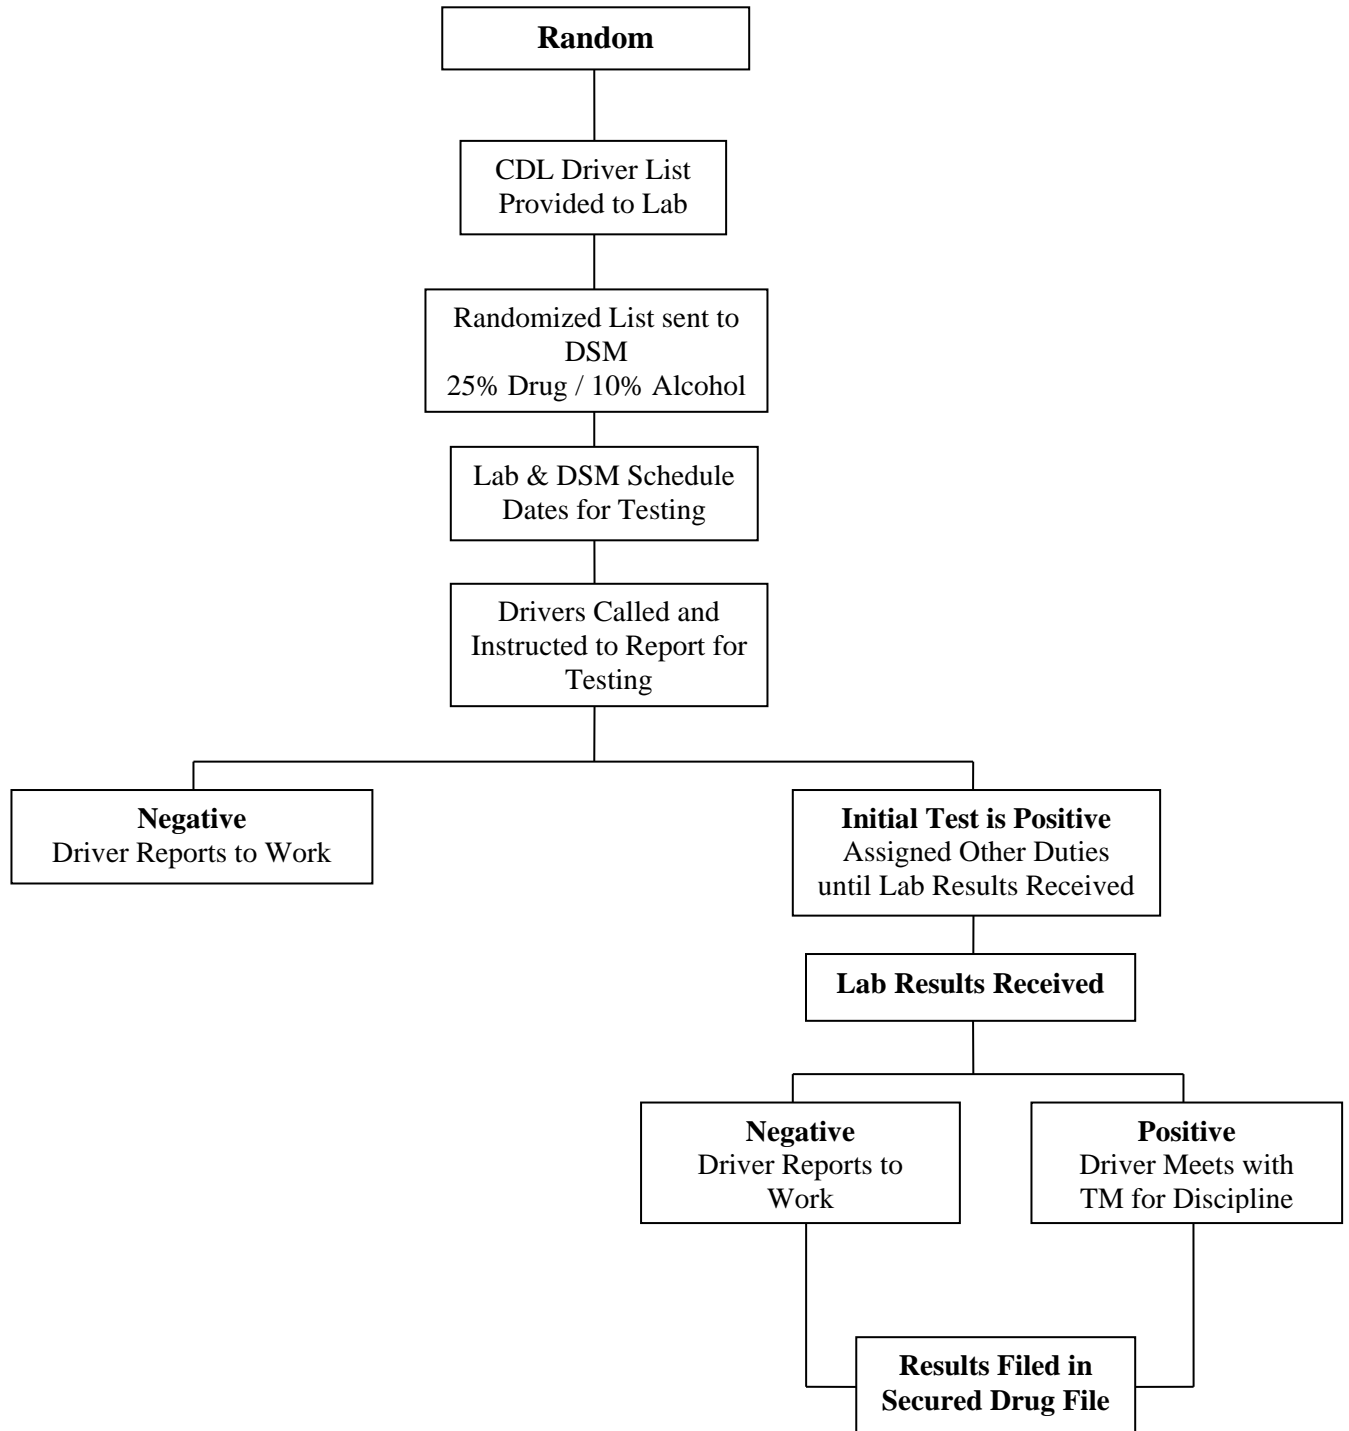 Random
CDL Driver List
Provided to Lab
Randomized List sent to
DSM
25% Drug / 10% Alcohol
Lab & DSM Schedule
Dates for Testing
Drivers Called and
Instructed to Report for
Testing
Negative
Driver Reports to Work
Initial Test is Positive
Assigned Other Duties
until Lab Results Received
Lab Results Received
Negative
Driver Reports to
Work
Positive
Driver Meets with
TM for Discipline
Results Filed in
Secured Drug File